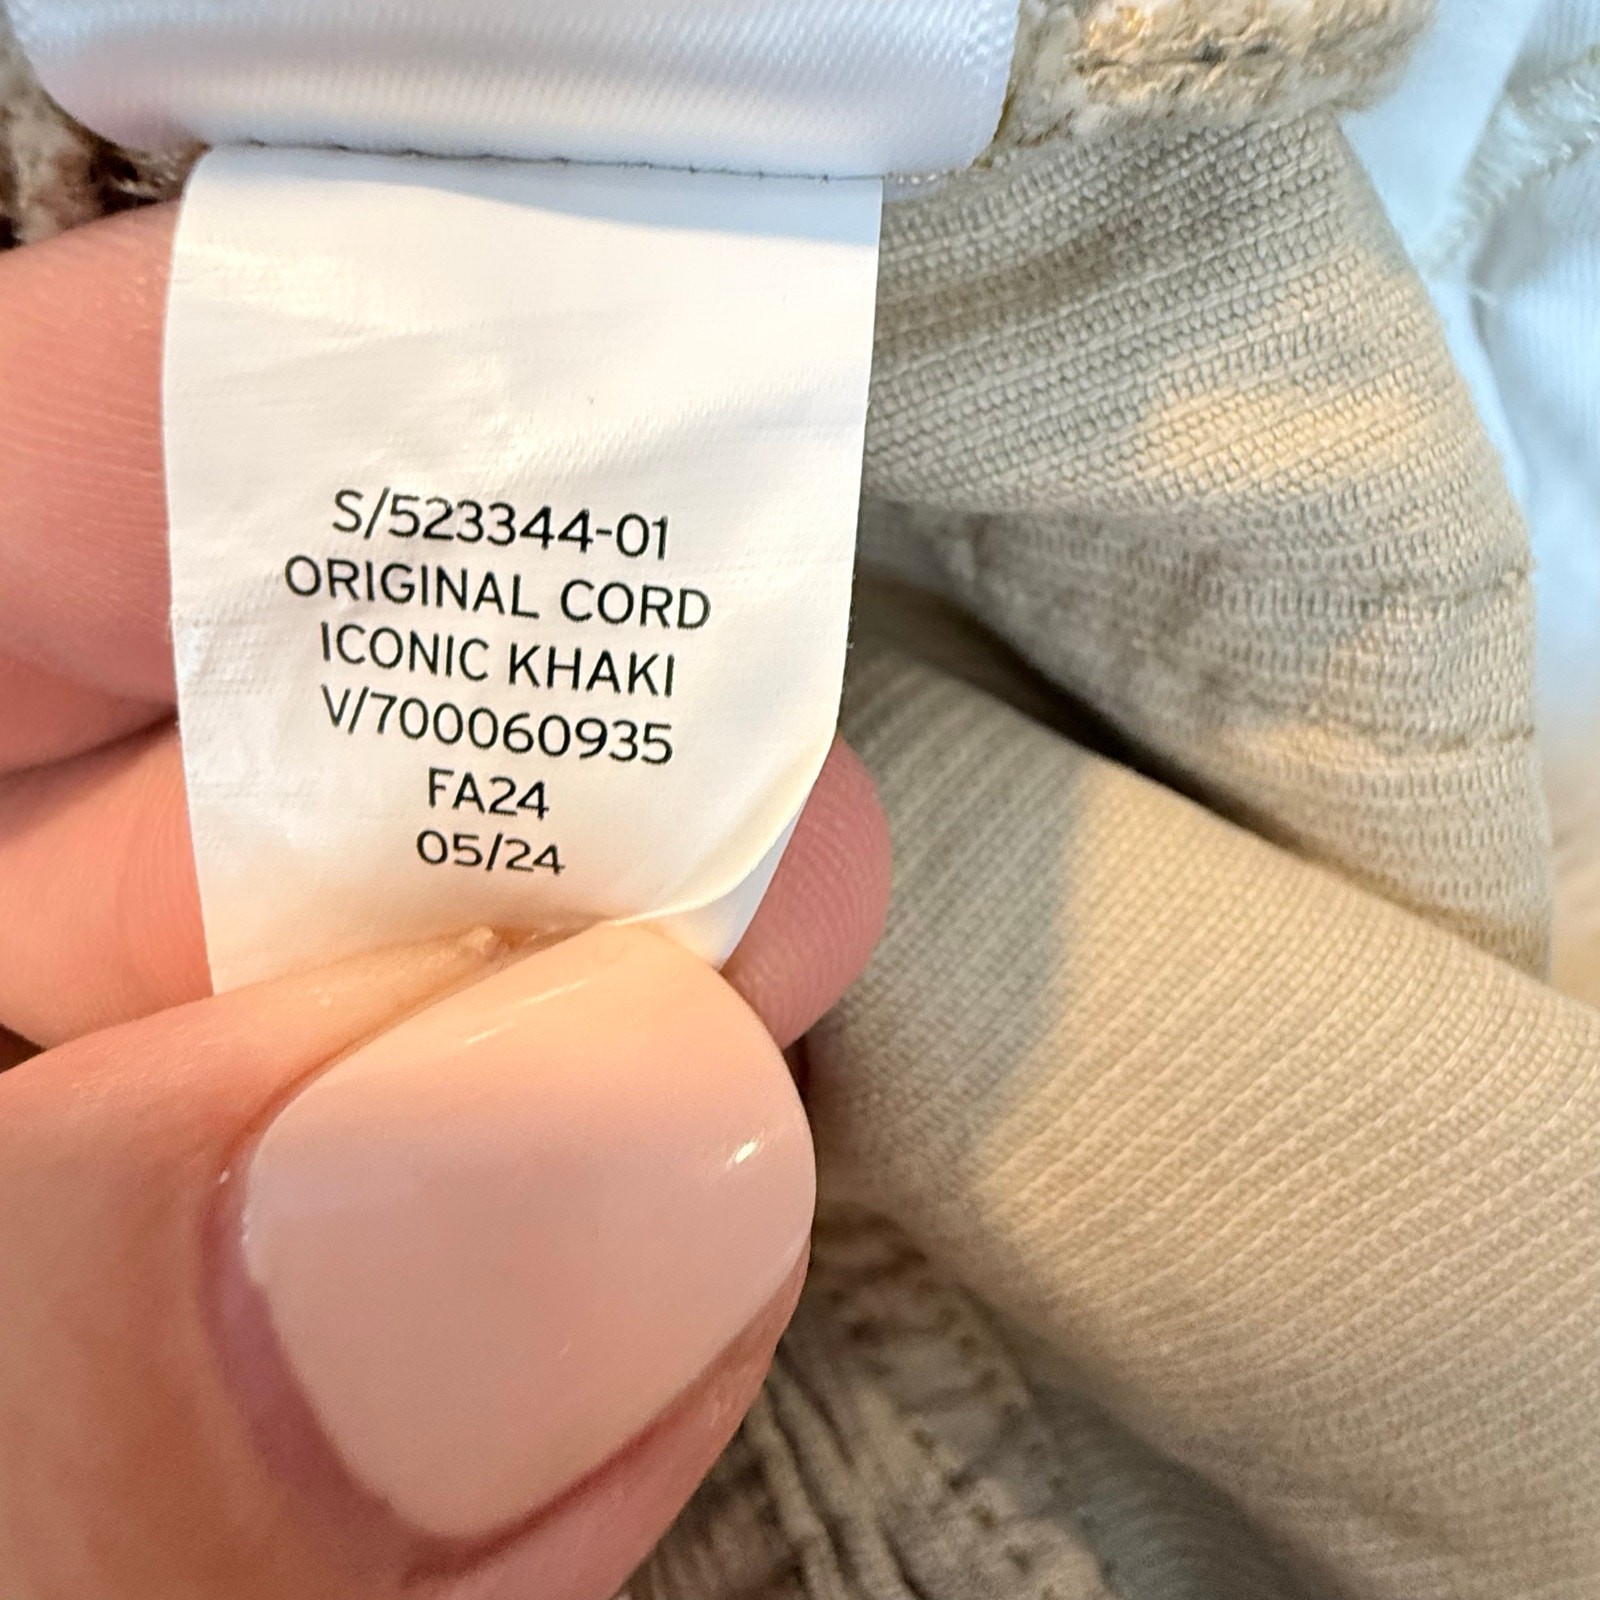 S/523344-01
ORIGINAL CORD
ICONIC KHAKI
V/700060935
FA24
05/24